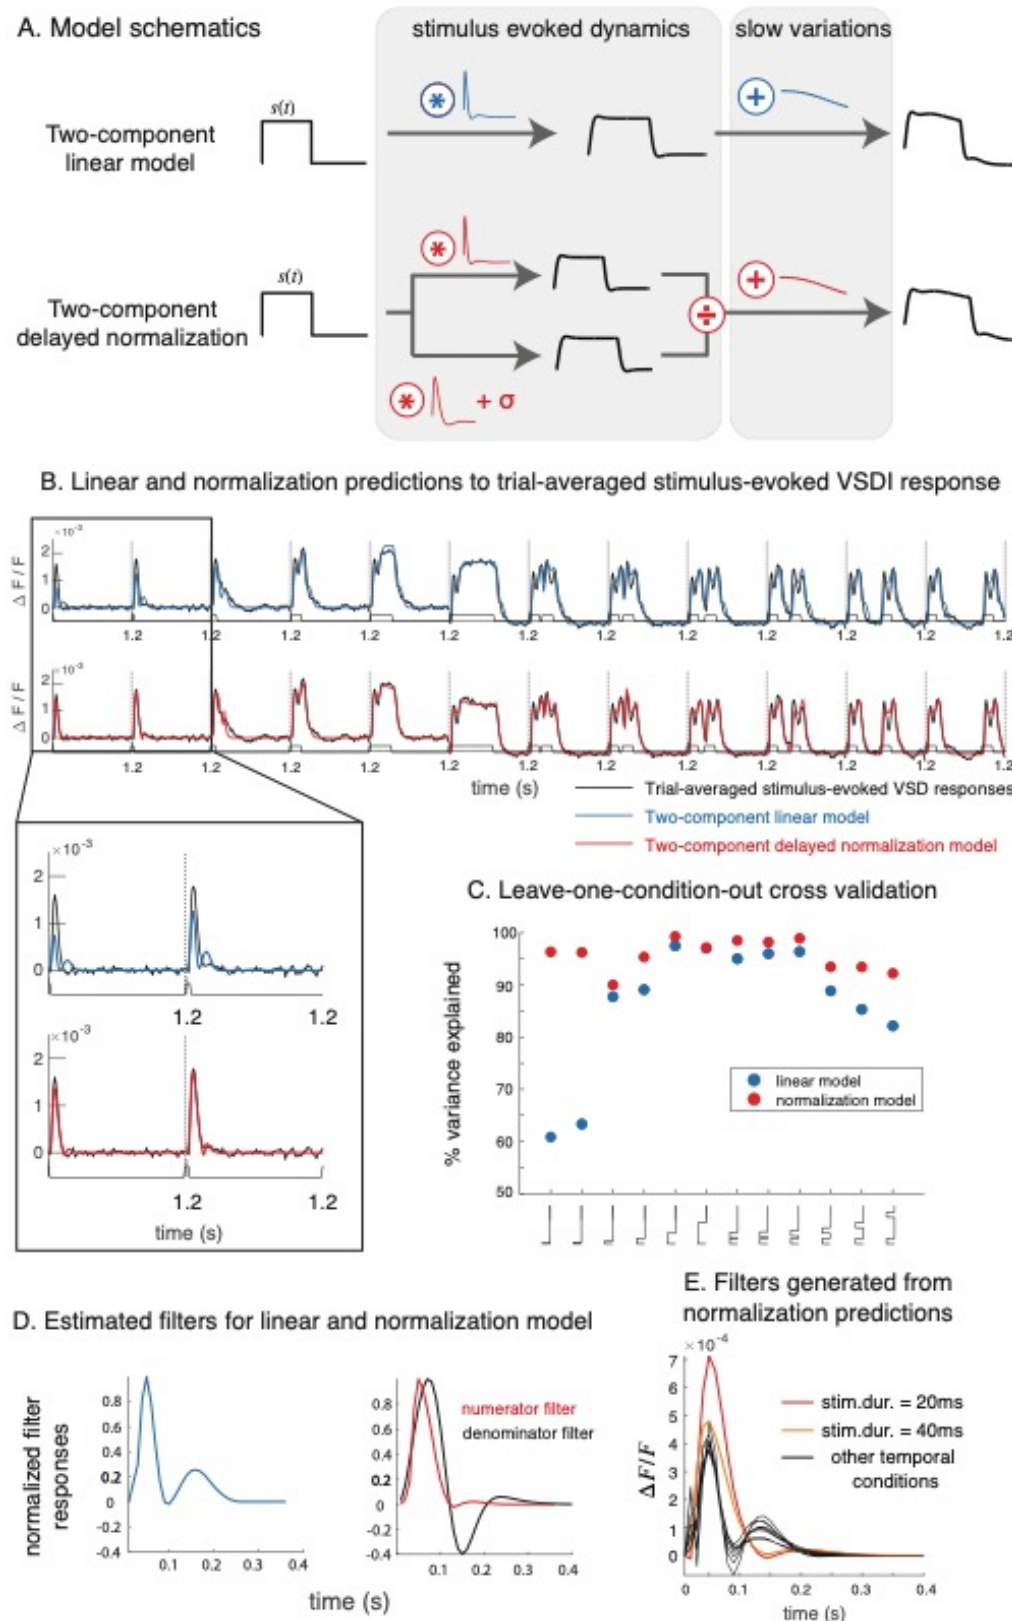 A. Model schematics
stimulus evoked dynamics
slow variations
s(t)
Two-component
linear model
s(t)
Two-component
delayed normalization
+ σ
B. Linear and normalization predictions to trial-averaged stimulus-evoked VSDI response
×10⁻³
2
1
0
Δ F / F
1.2 1.2 1.2 1.2 1.2 1.2 1.2 1.2 1.2 1.2 1.2 1.2
×10⁻³
2
1
0
Δ F / F
1.2 1.2 1.2 1.2 1.2 1.2 1.2 1.2 1.2 1.2 1.2 1.2
time (s)
Trial-averaged stimulus-evoked VSD responses
Two-component linear model
Two-component delayed normalization model
×10⁻³
2
1
0
1.2 1.2
×10⁻³
2
1
0
1.2 1.2
time (s)
C. Leave-one-condition-out cross validation
% variance explained
100
90
80
70
60
50
linear model
normalization model
D. Estimated filters for linear and normalization model
normalized filter
responses
0.8
0.6
0.4
0.2
0
-0.2
-0.4
0.1 0.2 0.3 0.4
0.8
0.6
0.4
0.2
0
-0.2
-0.4
0.1 0.2 0.3 0.4
numerator filter
denominator filter
time (s)
E. Filters generated from
normalization predictions
×10⁻⁴
7
6
5
4
3
2
1
0
ΔF/F
0 0.1 0.2 0.3 0.4
time (s)
stim.dur. = 20ms
stim.dur. = 40ms
other temporal
conditions